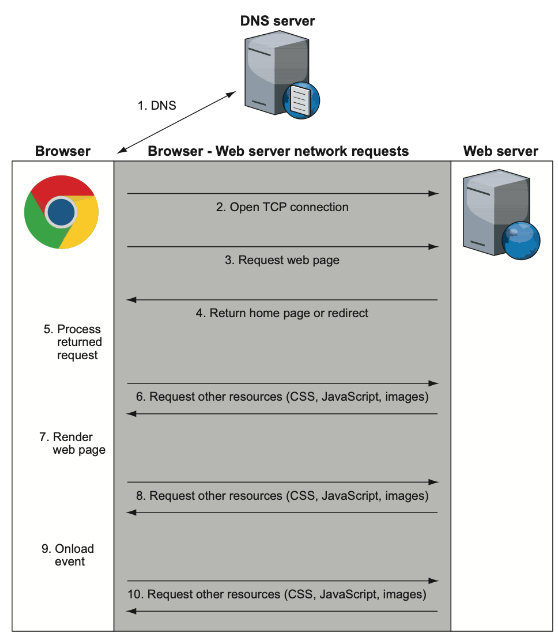 DNS server
1. DNS
Browser
Browser - Web server network requests
Web server
2. Open TCP connection
3. Request web page
4. Return home page or redirect
5. Process
returned
request
6. Request other resources (CSS, JavaScript, images)
7. Render
web page
8. Request other resources (CSS, JavaScript, images)
9. Onload
event
10. Request other resources (CSS, JavaScript, images)